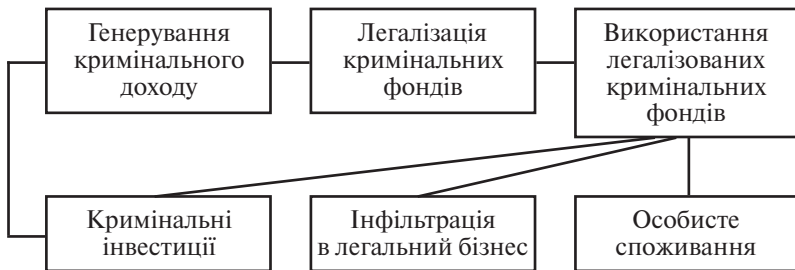 Генерування
кримінального
доходу
Легалізація
кримінальних
фондів
Використання
легалізованих
кримінальних
фондів
Кримінальні
інвестиції
Інфільтрація
в легальний бізнес
Особисте
споживання